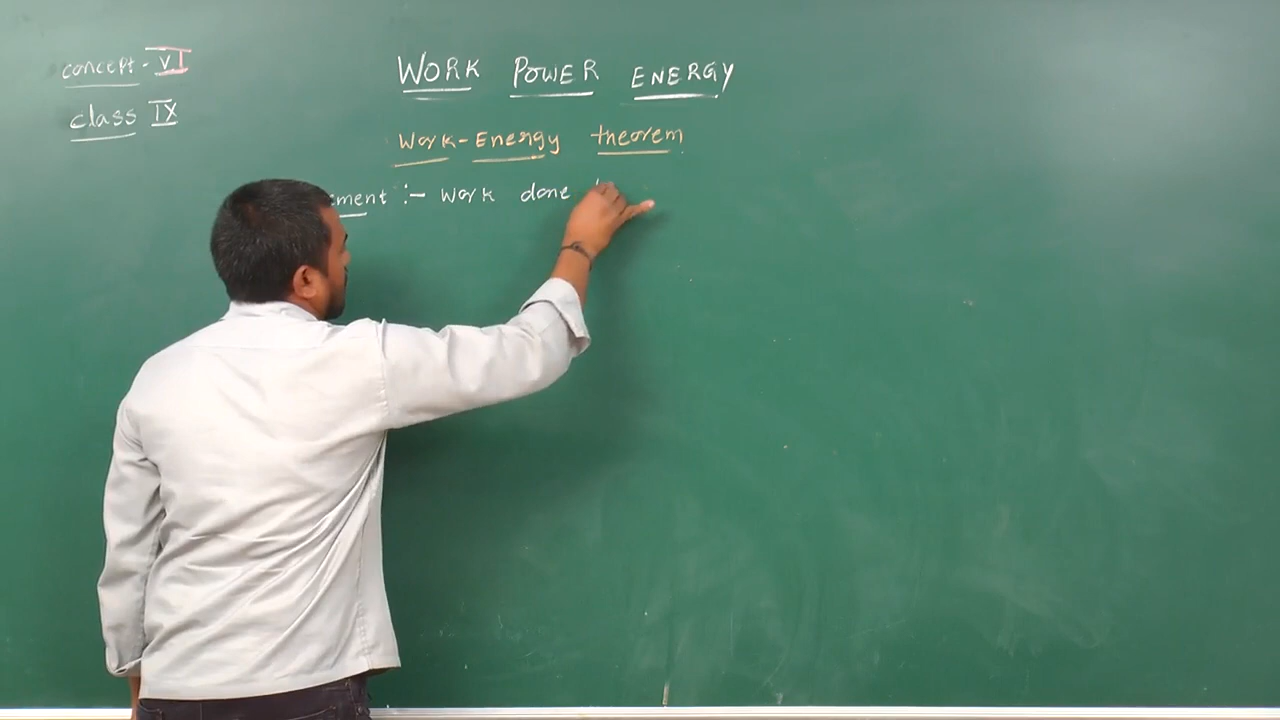 concept - VI
class IX
WORK POWER ENERGY
Work-Energy theorem
ment :- Work done